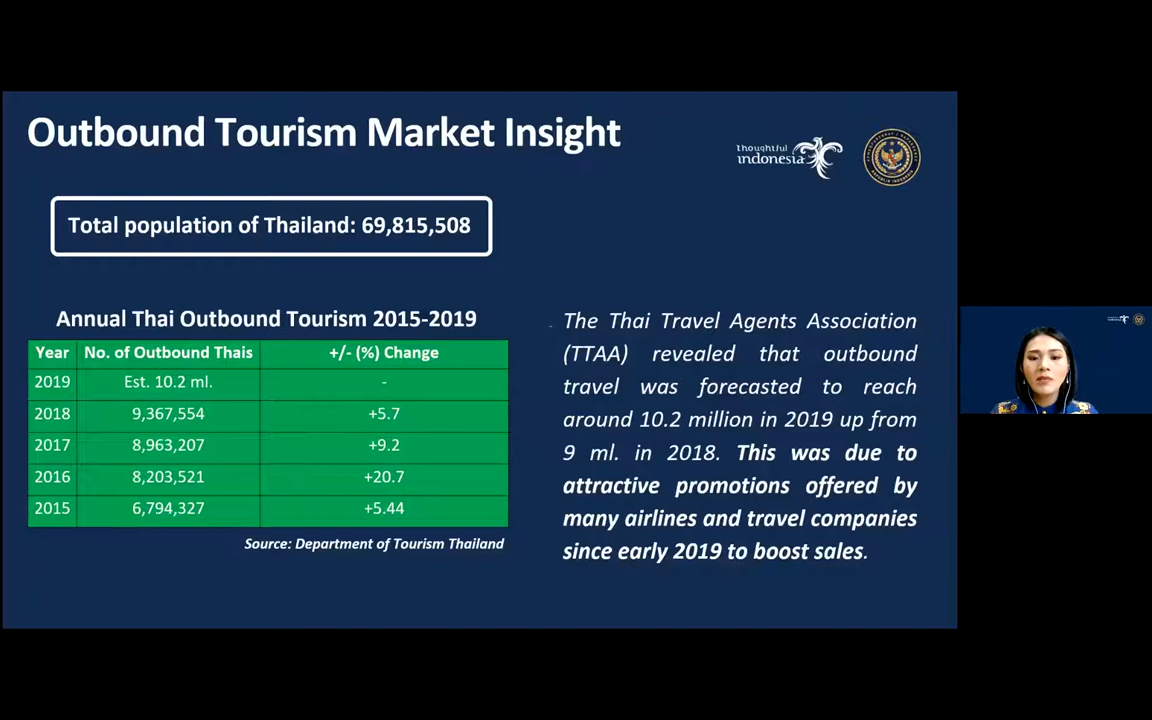 Outbound Tourism Market Insight
thoughtful
indonesia
Total population of Thailand: 69,815,508
Annual Thai Outbound Tourism 2015-2019
Year No. of Outbound Thais +/- (%) Change
2019 Est. 10.2 ml. -
2018 9,367,554 +5.7
2017 8,963,207 +9.2
2016 8,203,521 +20.7
2015 6,794,327 +5.44
Source: Department of Tourism Thailand
The Thai Travel Agents Association
(TTAA) revealed that outbound
travel was forecasted to reach
around 10.2 million in 2019 up from
9 ml. in 2018. This was due to
attractive promotions offered by
many airlines and travel companies
since early 2019 to boost sales.